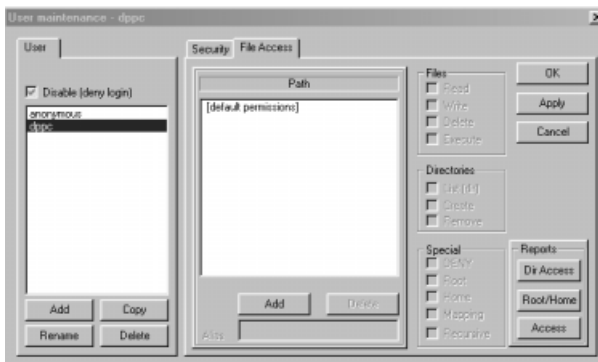 User maintenance - dppc
User
Disable (deny login)
anonymous
dppc
Add
Copy
Rename
Delete
Security
File Access
Path
[default permissions]
Add
Delete
Alias
Files
Read
Write
Delete
Execute
Directories
List (dir)
Create
Remove
Special
DENY
Root
Home
Mapping
Recursive
OK
Apply
Cancel
Reports
Dir Access
Root/Home
Access